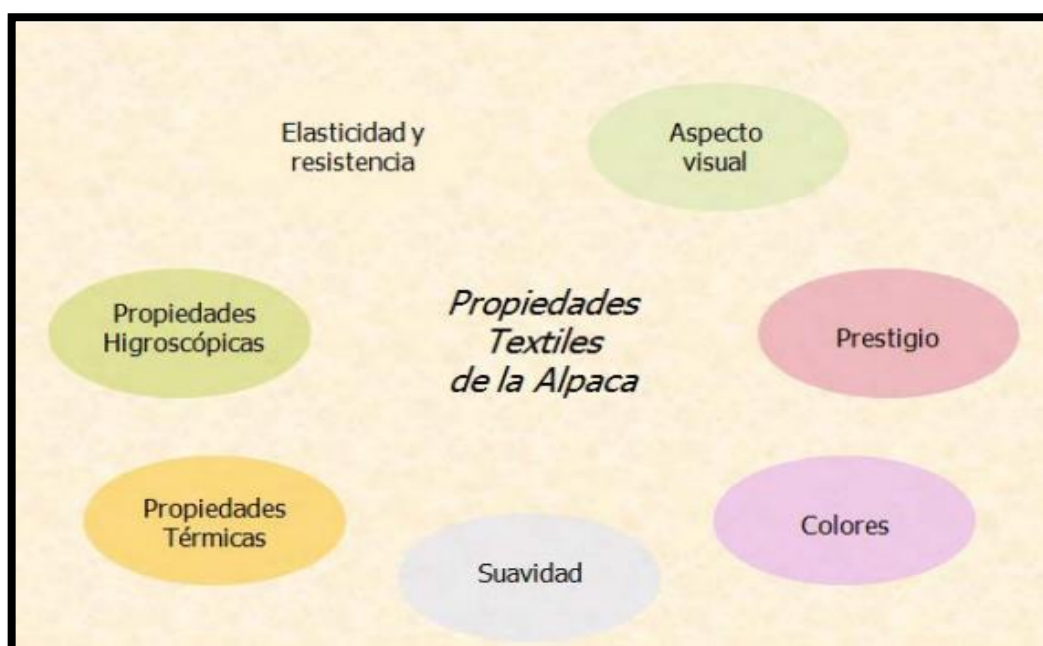 Elasticidad y
resistencia
Aspecto
visual
Propiedades
Higroscópicas
Propiedades
Textiles
de la Alpaca
Prestigio
Propiedades
Térmicas
Suavidad
Colores